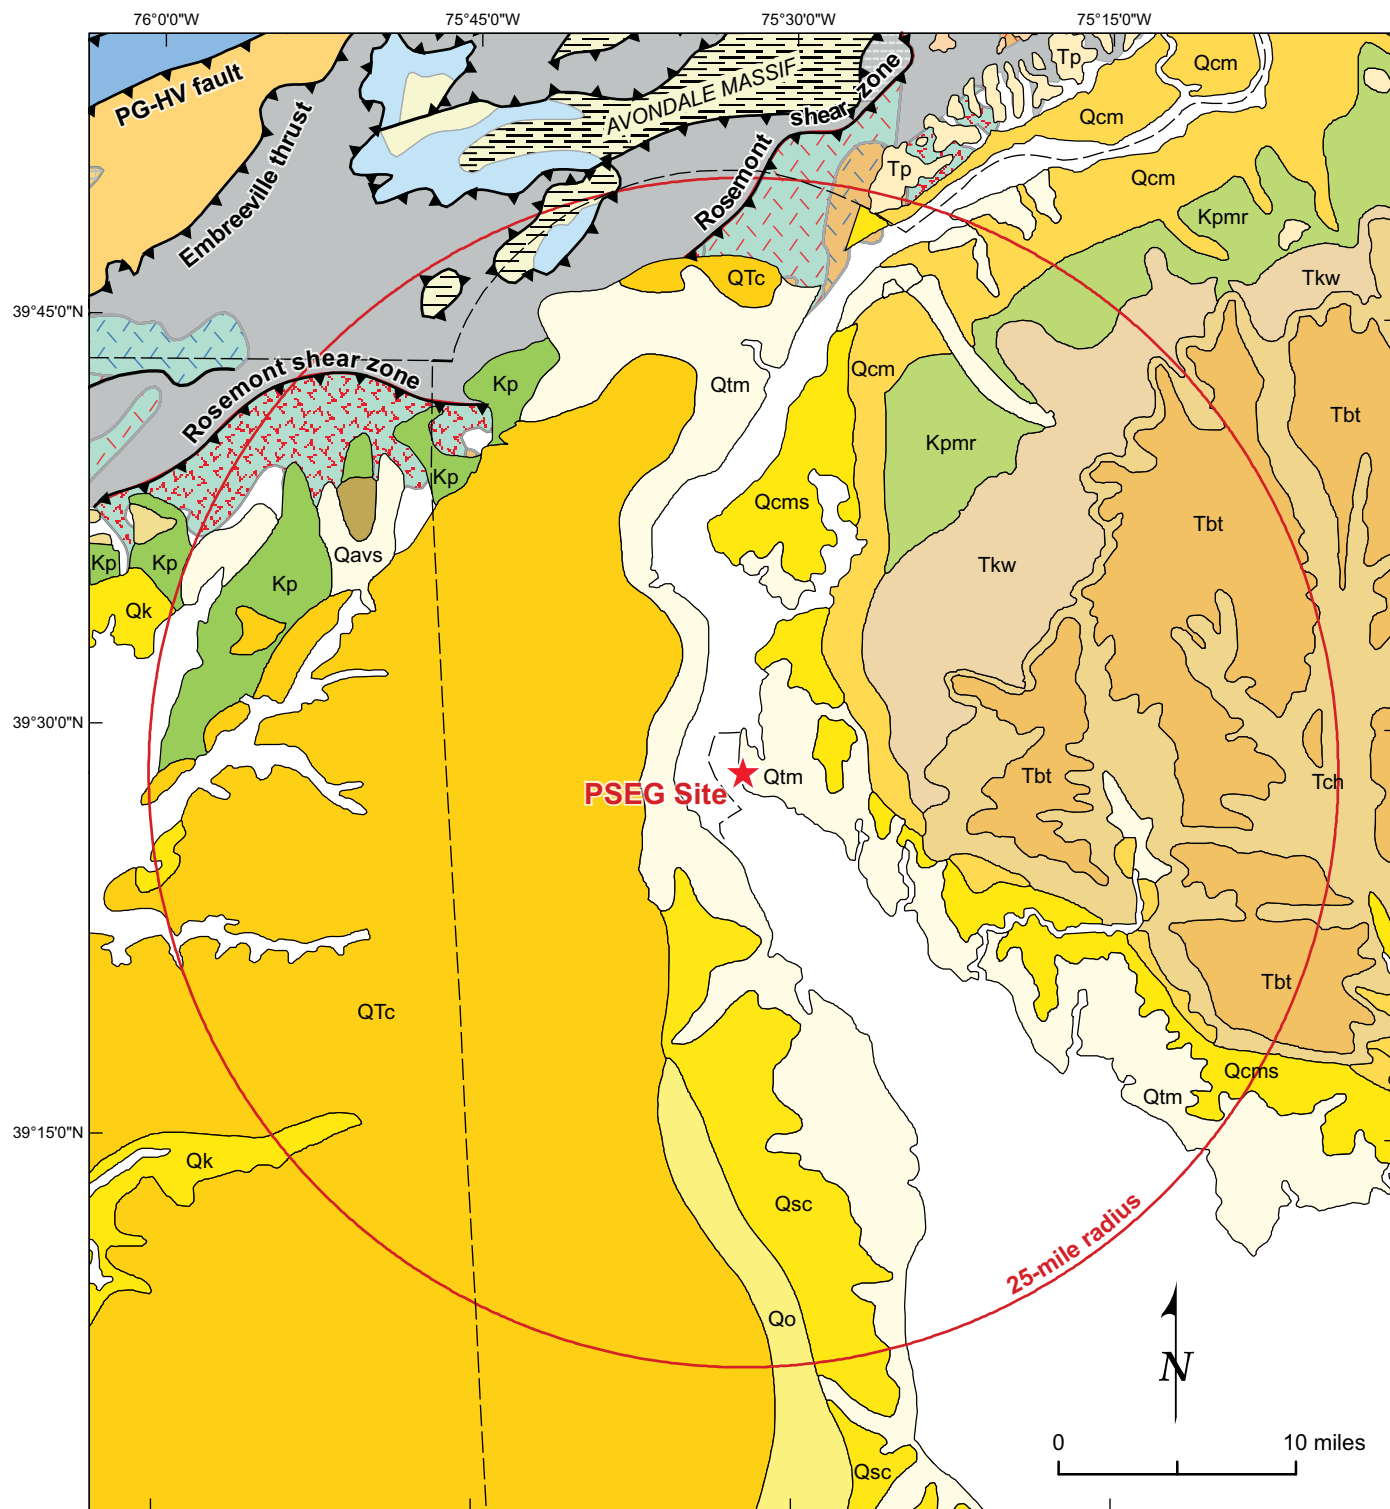 76°0'0"W
75°45'0"W
75°30'0"W
75°15'0"W
PG-HV fault
Embreeville thrust
AVONDALE MASSIF
Rosemont shear zone
Tp
Qcm
Qcm
Tp
Qcm
Kpmr
Tkw
39°45'0"N
QTc
Rosemont shear zone
Kp
Qtm
Qcm
Tbt
Kpmr
Kp
Qcms
Tbt
Qavs
Kp
Kp
Kp
Tkw
Qk
39°30'0"N
PSEG Site
Qtm
Tbt
Tch
QTc
Tbt
Qcms
Qtm
39°15'0"N
Qk
Qsc
25-mile radius
Qo
N
0
10 miles
Qsc